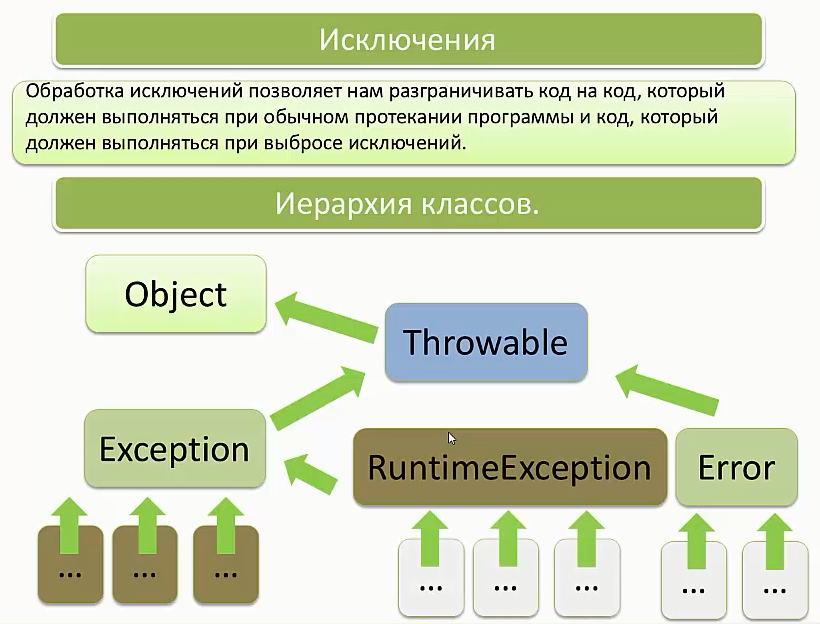 Исключения
Обработка исключений позволяет нам разграничивать код на код, который
должен выполняться при обычном протекании программы и код, который
должен выполняться при выбросе исключений.
Иерархия классов.
Object
Throwable
Exception
RuntimeException
Error
...
...
...
...
...
...
...
...